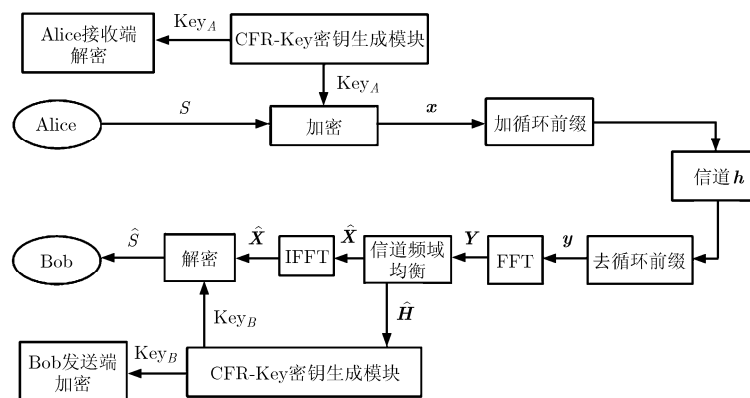 Alice接收端
解密
Key_A
CFR-Key密钥生成模块
Key_A
Alice
S
加密
x
加循环前缀
信道h
Bob
Ŝ
解密
X̂
IFFT
X̂
信道频域
均衡
Y
FFT
y
去循环前缀
Key_B
Ĥ
Bob发送端
加密
Key_B
CFR-Key密钥生成模块